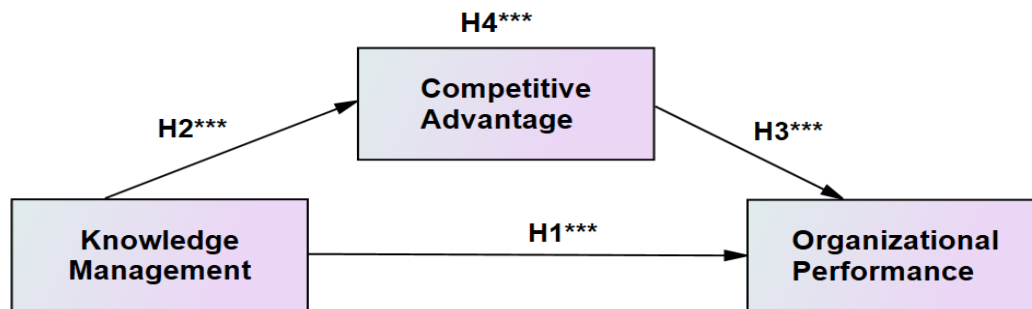 H4***
Competitive
Advantage
H2***
H3***
Knowledge
Management
H1***
Organizational
Performance